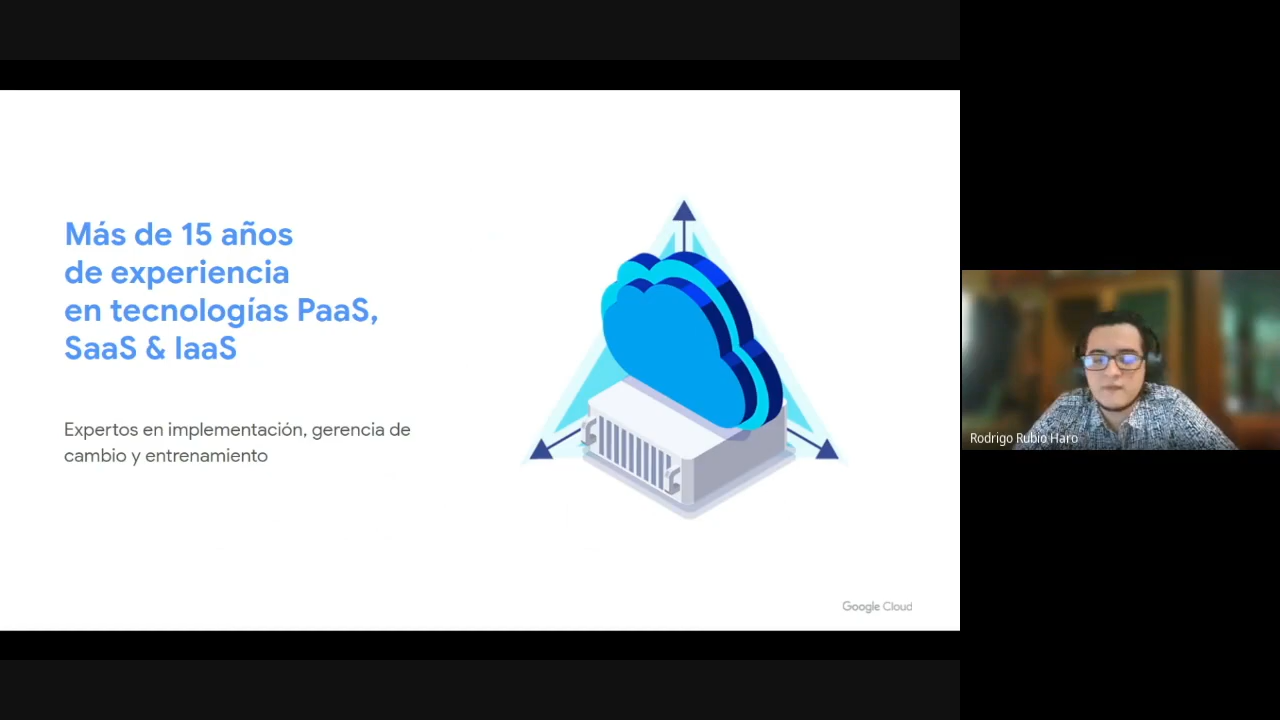 Más de 15 años
de experiencia
en tecnologías PaaS,
SaaS & IaaS
Expertos en implementación, gerencia de
cambio y entrenamiento
Google Cloud
Rodrigo Rubio Haro